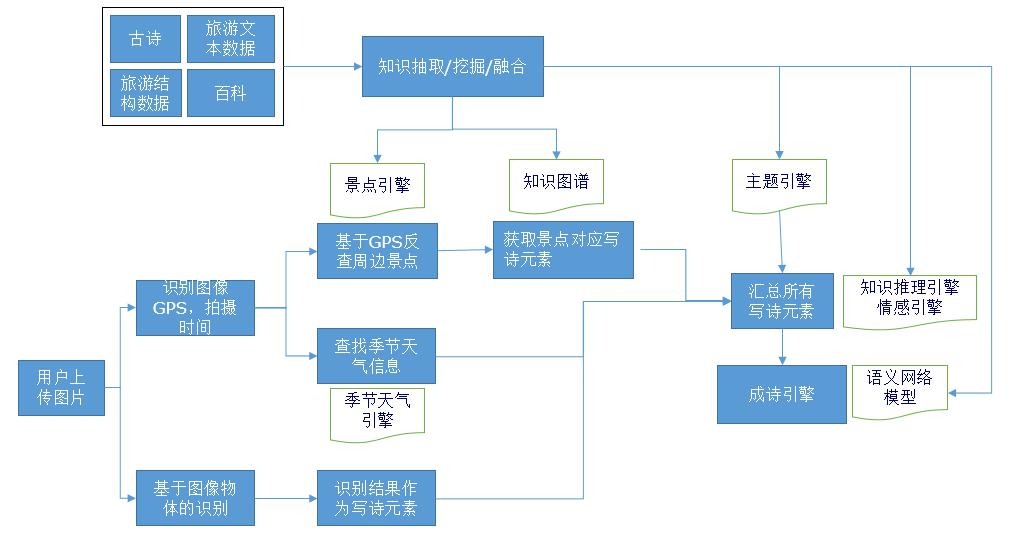 古诗
旅游文
本数据
旅游结
构数据
百科
知识抽取/挖掘/融合
景点引擎
知识图谱
主题引擎
基于GPS反
查周边景点
获取景点对应写
诗元素
识别图像
GPS，拍摄
时间
汇总所有
写诗元素
知识推理引擎
情感引擎
查找季节天
气信息
用户上
传图片
季节天气
引擎
成诗引擎
语义网络
模型
基于图像物
体的识别
识别结果作
为写诗元素